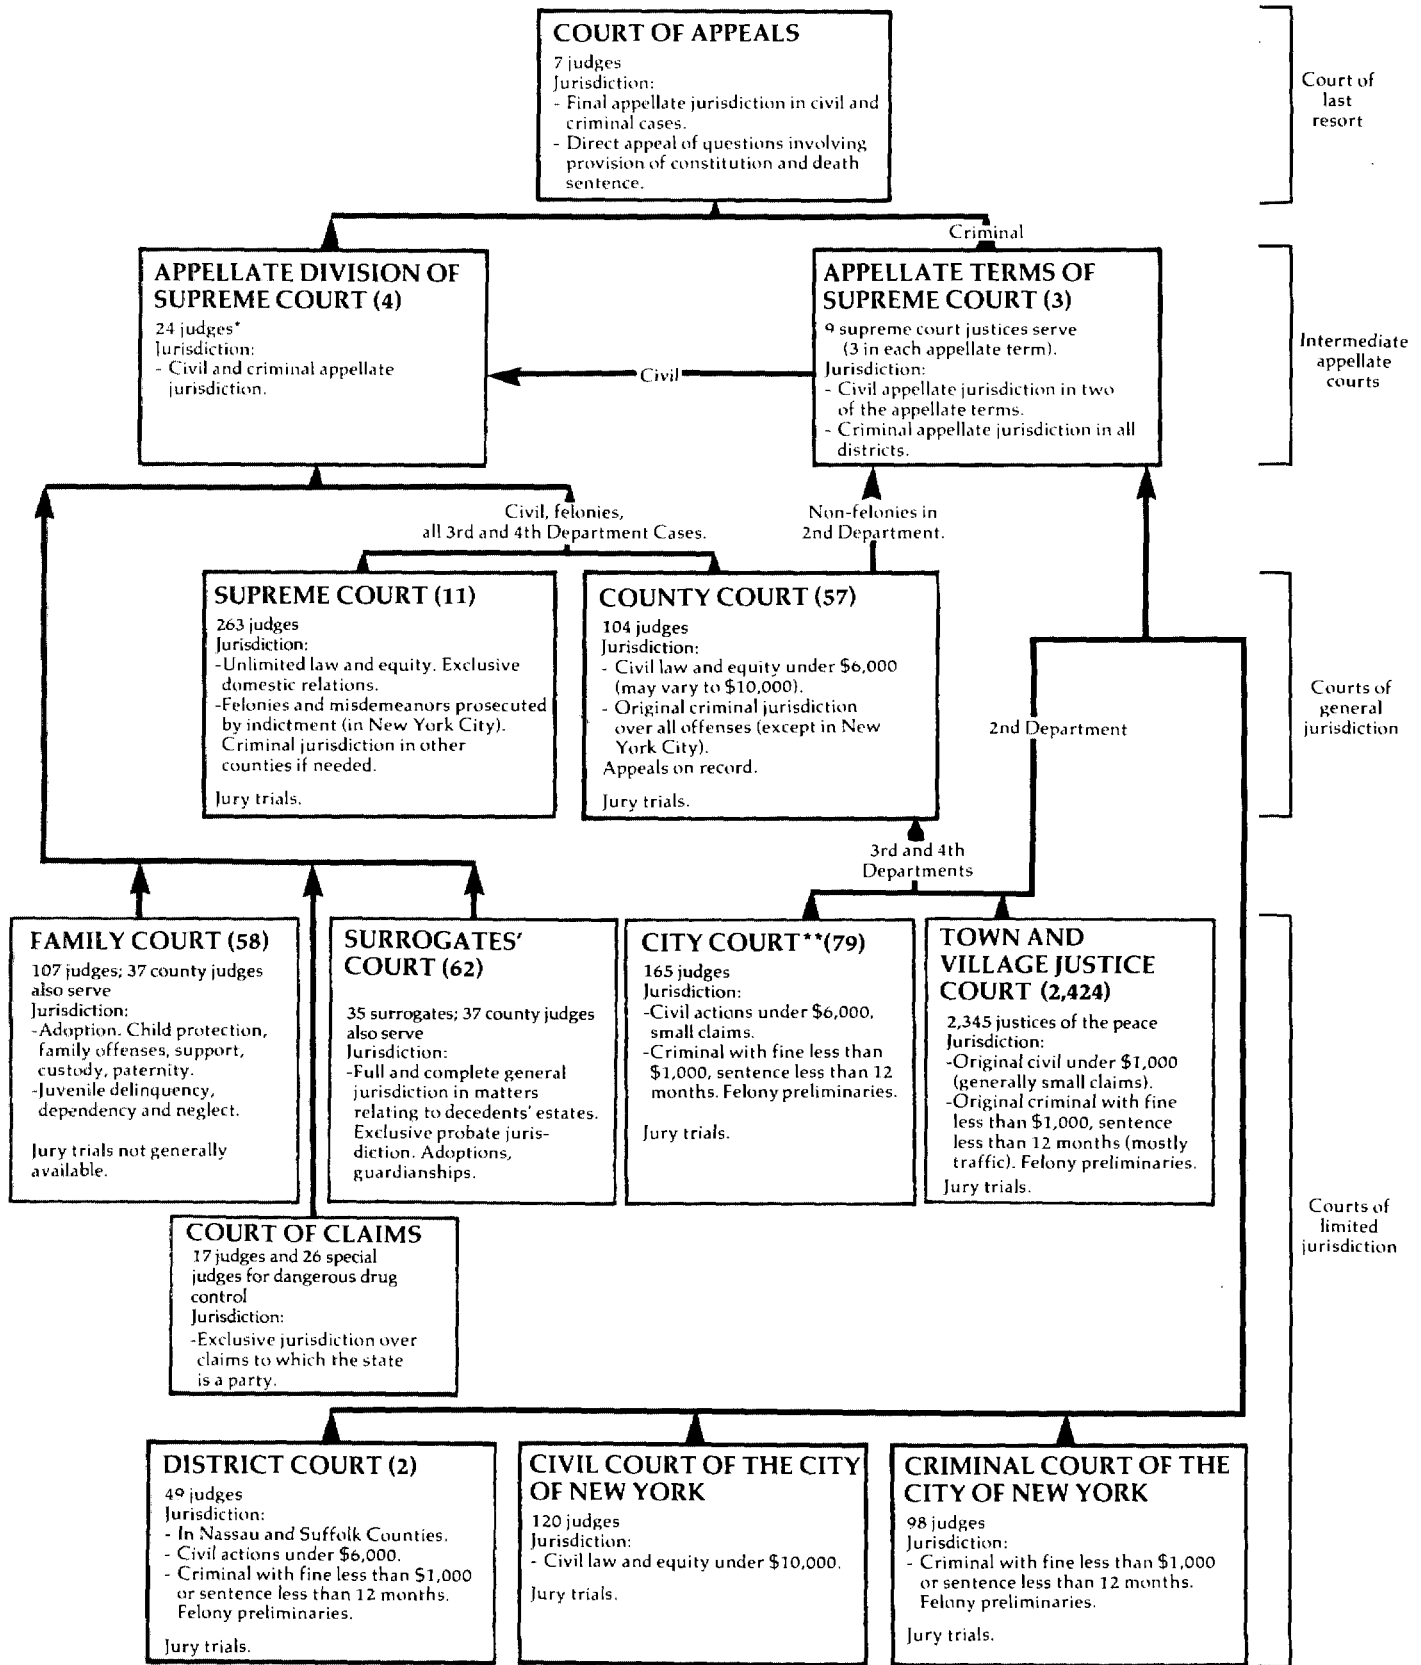 COURT OF APPEALS
7 judges
Jurisdiction:
- Final appellate jurisdiction in civil and
criminal cases.
- Direct appeal of questions involving
provision of constitution and death
sentence.
Court of
last
resort
Criminal
APPELLATE DIVISION OF
SUPREME COURT (4)
24 judges*
Jurisdiction:
- Civil and criminal appellate
jurisdiction.
Civil
APPELLATE TERMS OF
SUPREME COURT (3)
9 supreme court justices serve
(3 in each appellate term).
Jurisdiction:
- Civil appellate jurisdiction in two
of the appellate terms.
- Criminal appellate jurisdiction in all
districts.
Intermediate
appellate
courts
Civil, felonies,
all 3rd and 4th Department Cases.
Non-felonies in
2nd Department.
SUPREME COURT (11)
263 judges
Jurisdiction:
-Unlimited law and equity. Exclusive
domestic relations.
-Felonies and misdemeanors prosecuted
by indictment (in New York City).
Criminal jurisdiction in other
counties if needed.
Jury trials.
COUNTY COURT (57)
104 judges
Jurisdiction:
- Civil law and equity under $6,000
(may vary to $10,000).
- Original criminal jurisdiction
over all offenses (except in New
York City).
Appeals on record.
Jury trials.
2nd Department
Courts of
general
jurisdiction
3rd and 4th
Departments
FAMILY COURT (58)
107 judges; 37 county judges
also serve
Jurisdiction:
-Adoption. Child protection,
family offenses, support,
custody, paternity.
-Juvenile delinquency,
dependency and neglect.
Jury trials not generally
available.
SURROGATES'
COURT (62)
35 surrogates; 37 county judges
also serve
Jurisdiction:
-Full and complete general
jurisdiction in matters
relating to decedents' estates.
Exclusive probate juris-
diction. Adoptions,
guardianships.
CITY COURT**(79)
165 judges
Jurisdiction:
-Civil actions under $6,000,
small claims.
-Criminal with fine less than
$1,000, sentence less than 12
months. Felony preliminaries.
Jury trials.
TOWN AND
VILLAGE JUSTICE
COURT (2,424)
2,345 justices of the peace
Jurisdiction:
-Original civil under $1,000
(generally small claims).
-Original criminal with fine
less than $1,000, sentence
less than 12 months (mostly
traffic). Felony preliminaries.
Jury trials.
Courts of
limited
jurisdiction
COURT OF CLAIMS
17 judges and 26 special
judges for dangerous drug
control
Jurisdiction:
-Exclusive jurisdiction over
claims to which the state
is a party.
DISTRICT COURT (2)
49 judges
Jurisdiction:
- In Nassau and Suffolk Counties.
- Civil actions under $6,000.
- Criminal with fine less than $1,000
or sentence less than 12 months.
Felony preliminaries.
Jury trials.
CIVIL COURT OF THE CITY
OF NEW YORK
120 judges
Jurisdiction:
- Civil law and equity under $10,000.
Jury trials.
CRIMINAL COURT OF THE
CITY OF NEW YORK
98 judges
Jurisdiction:
- Criminal with fine less than $1,000
or sentence less than 12 months.
Felony preliminaries.
Jury trials.